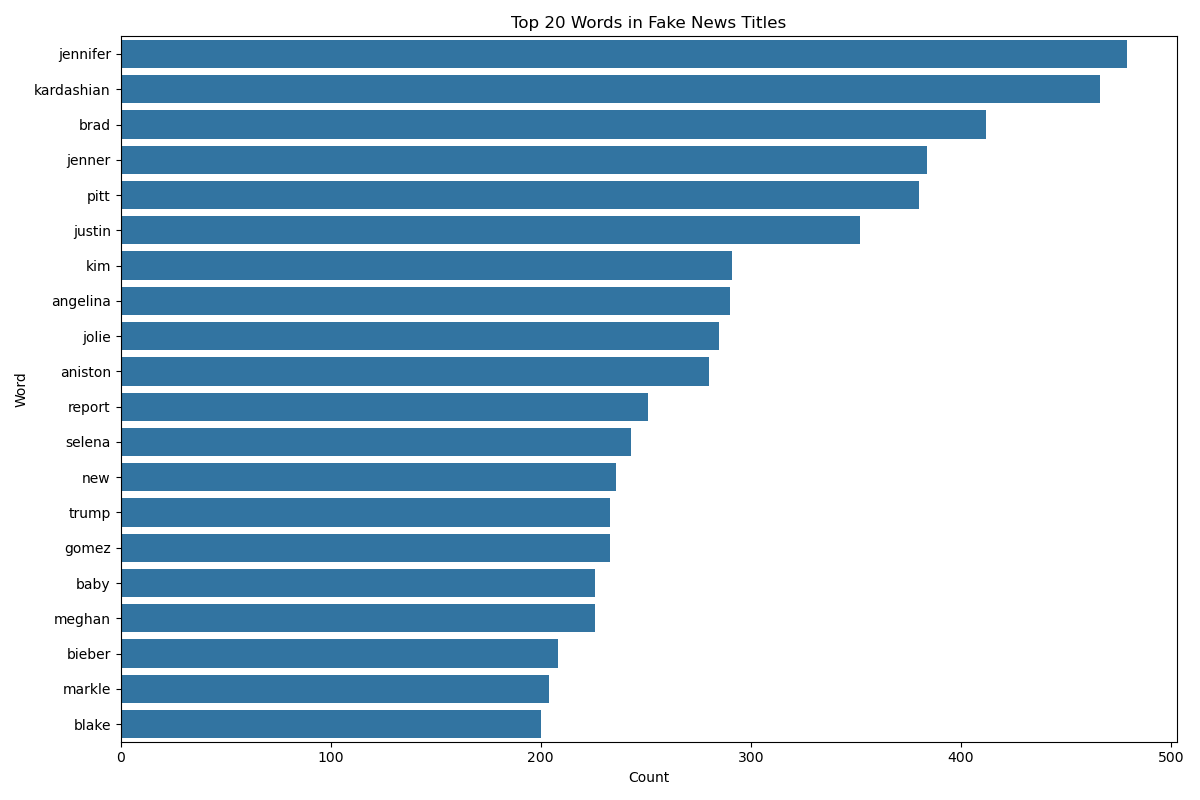 Top 20 Words in Fake News Titles
jennifer
kardashian
brad
jenner
pitt
justin
kim
angelina
jolie
aniston
report
selena
new
trump
gomez
baby
meghan
bieber
markle
blake
Word
0 100 200 300 400 500
Count